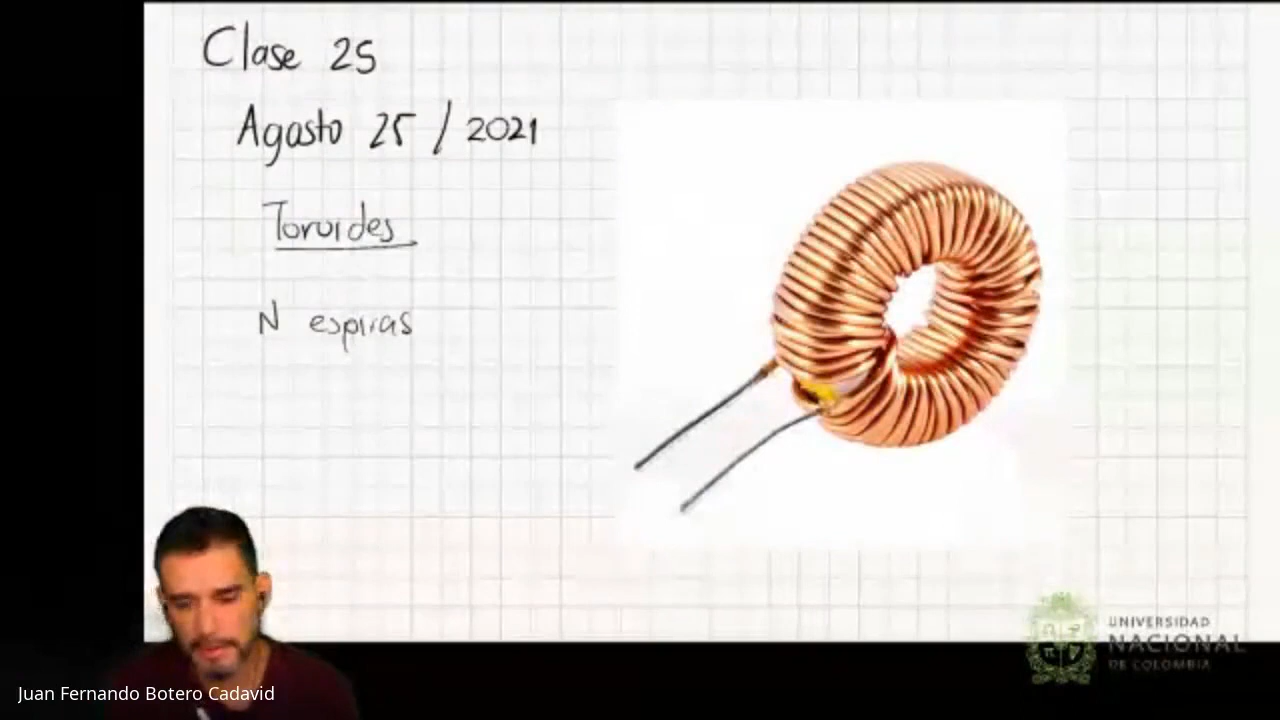 Clase 25
Agosto 25 / 2021
Toroides
N espiras
UNIVERSIDAD
NACIONAL
DE COLOMBIA
Juan Fernando Botero Cadavid